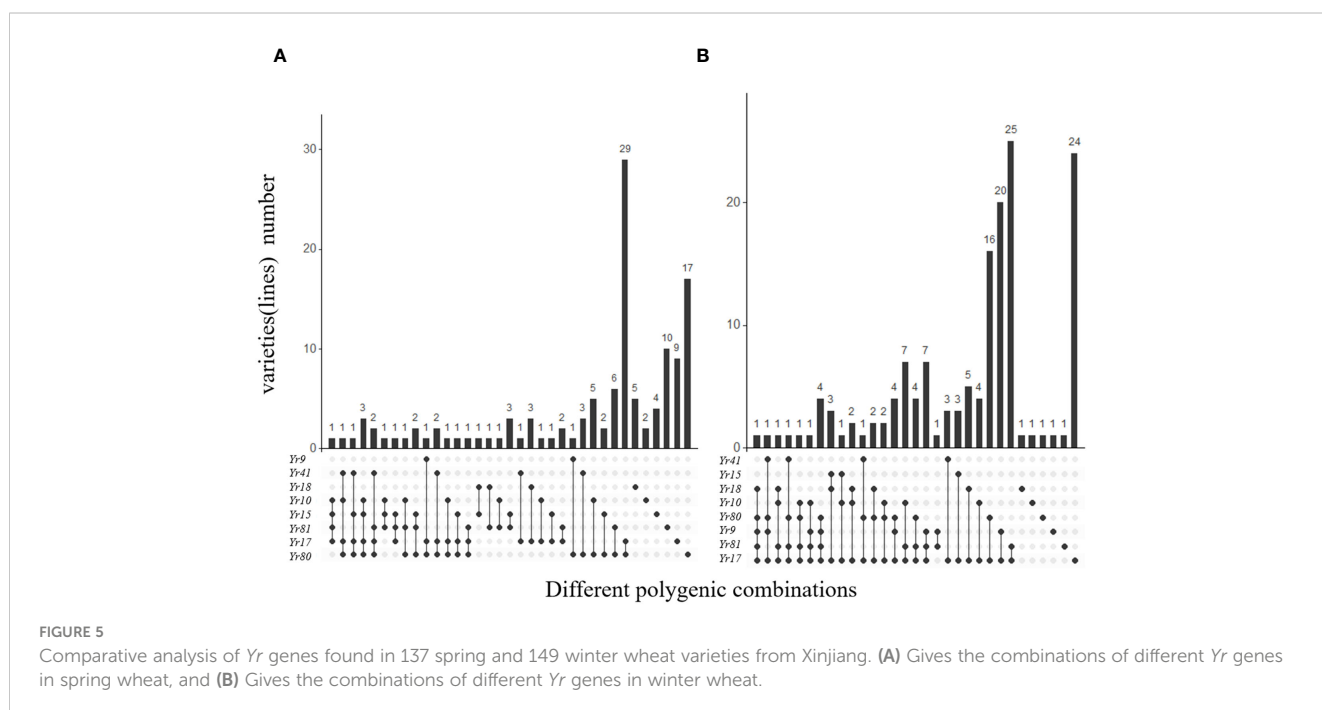 A
B
varieties(lines) number
30
20
10
0
1 1 1 3 2 1 1 1 2 1 2 1 1 1 1 1 1 3 1 3 1 1 2 1 3 5 2 6 29 5 2 4 10 9 17
Yr9
Yr41
Yr18
Yr10
Yr15
Yr81
Yr17
Yr80
20
10
0
1 1 1 1 1 1 4 3 1 2 1 2 2 4 7 4 7 1 3 3 5 4 16 20 25 1 1 1 1 1 24
Yr41
Yr15
Yr18
Yr10
Yr80
Yr9
Yr81
Yr17
Different polygenic combinations
FIGURE 5
Comparative analysis of Yr genes found in 137 spring and 149 winter wheat varieties from Xinjiang. (A) Gives the combinations of different Yr genes
in spring wheat, and (B) Gives the combinations of different Yr genes in winter wheat.